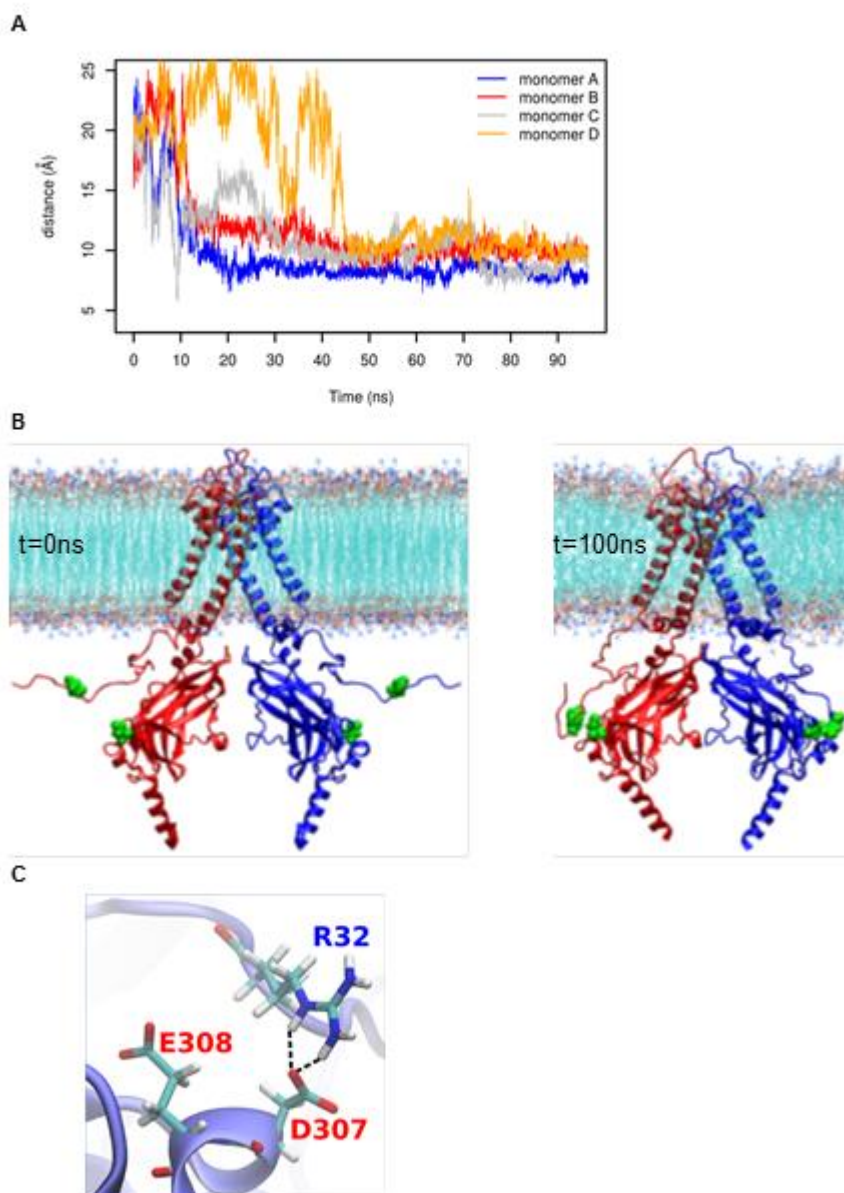 A
25
20
15
10
5
distance (Å)
monomer A
monomer B
monomer C
monomer D
0 10 20 30 40 50 60 70 80 90
Time (ns)
B
t=0ns
t=100ns
C
R32
E308
D307